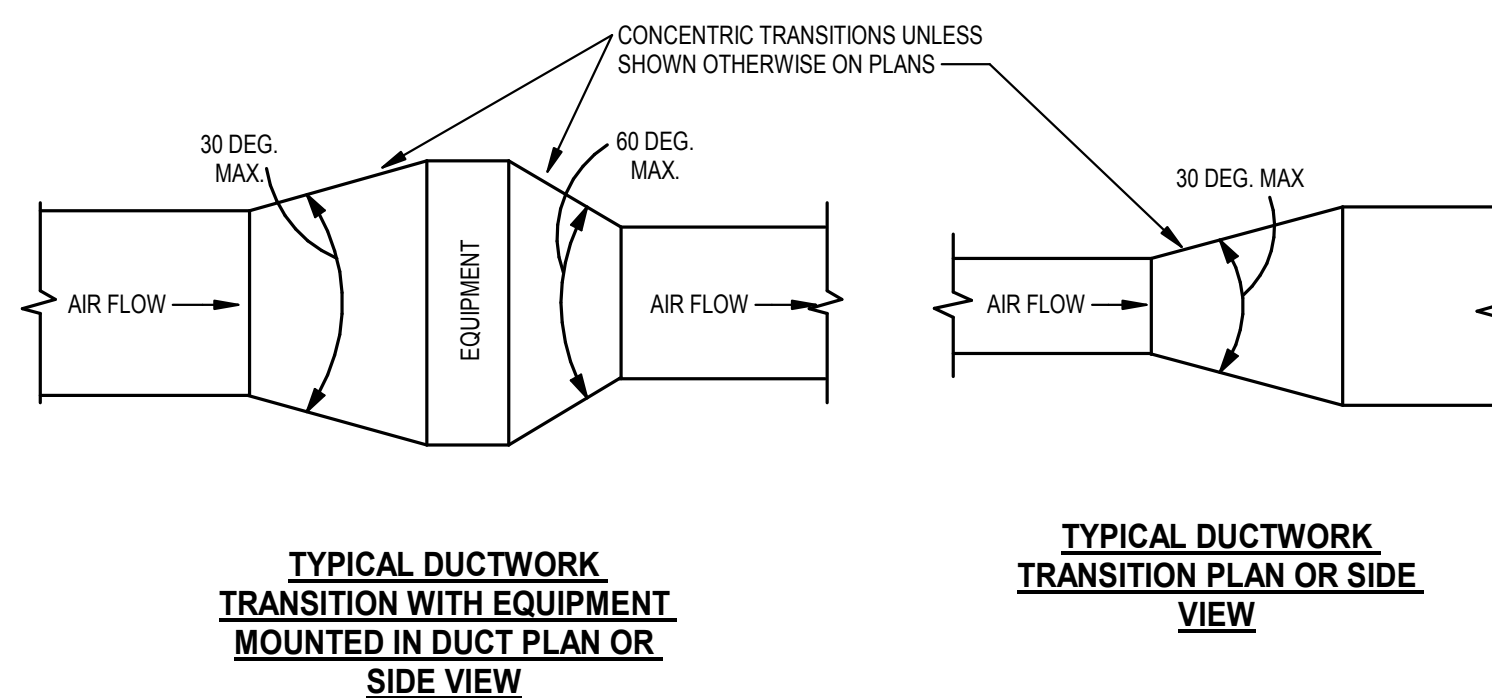 CONCENTRIC TRANSITIONS UNLESS
SHOWN OTHERWISE ON PLANS
30 DEG.
MAX.
60 DEG.
MAX.
AIR FLOW
EQUIPMENT
AIR FLOW
TYPICAL DUCTWORK
TRANSITION WITH EQUIPMENT
MOUNTED IN DUCT PLAN OR
SIDE VIEW
30 DEG. MAX
AIR FLOW
TYPICAL DUCTWORK
TRANSITION PLAN OR SIDE
VIEW